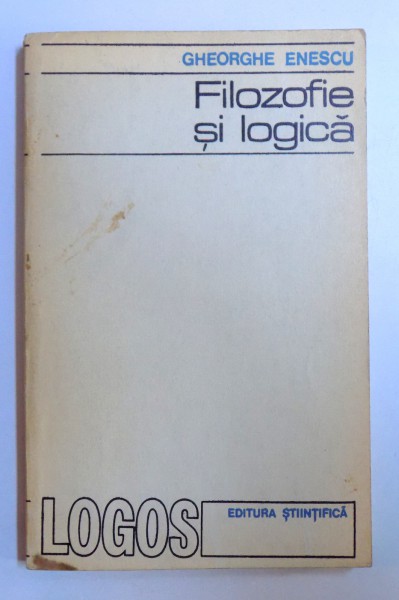 GHEORGHE ENESCU
Filozofie
și logică
LOGOS
EDITURA ȘTIINȚIFICĂ